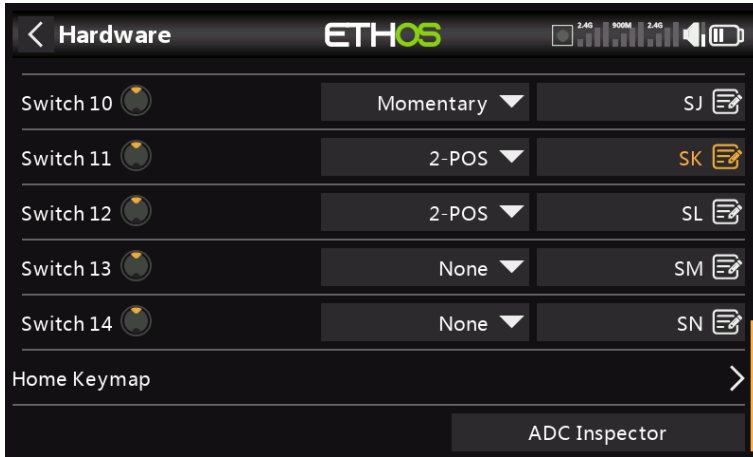 Hardware ETHOS 2.4G 900M 2.4G
Switch 10 Momentary SJ
Switch 11 2-POS SK
Switch 12 2-POS SL
Switch 13 None SM
Switch 14 None SN
Home Keymap
ADC Inspector